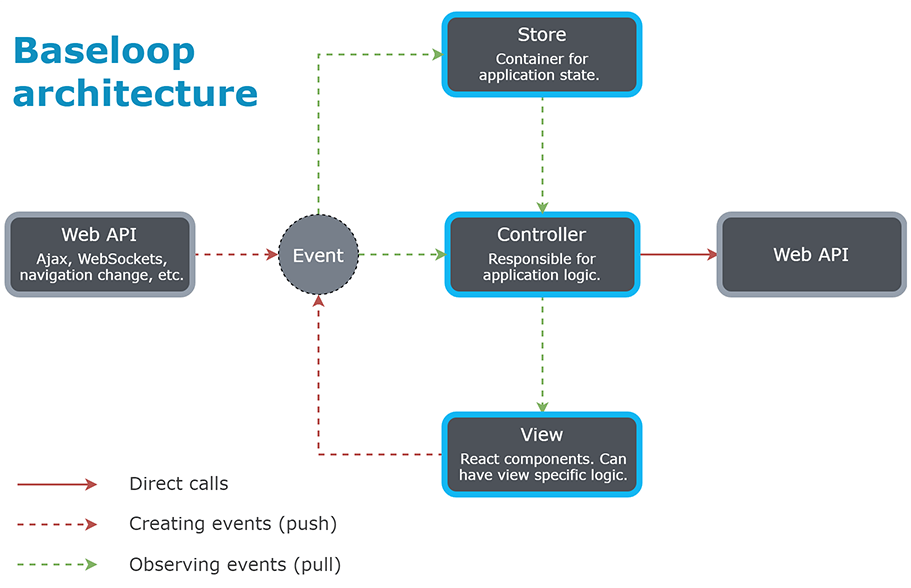 Baseloop
architecture
Store
Container for
application state.
Web API
Ajax, WebSockets,
navigation change, etc.
Event
Controller
Responsible for
application logic.
Web API
View
React components. Can
have view specific logic.
Direct calls
Creating events (push)
Observing events (pull)